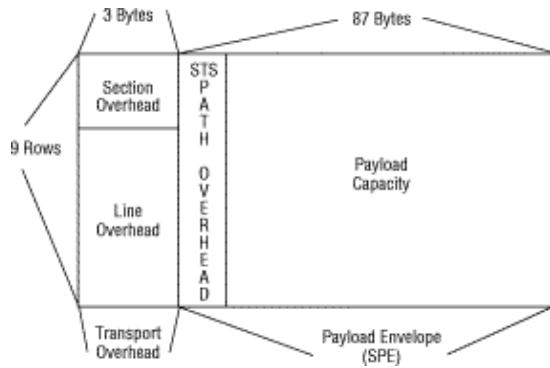 3 Bytes
87 Bytes
9 Rows
Section
Overhead
Line
Overhead
STS
P
A
T
H
O
V
E
R
H
E
A
D
Payload
Capacity
Transport
Overhead
Payload Envelope
(SPE)